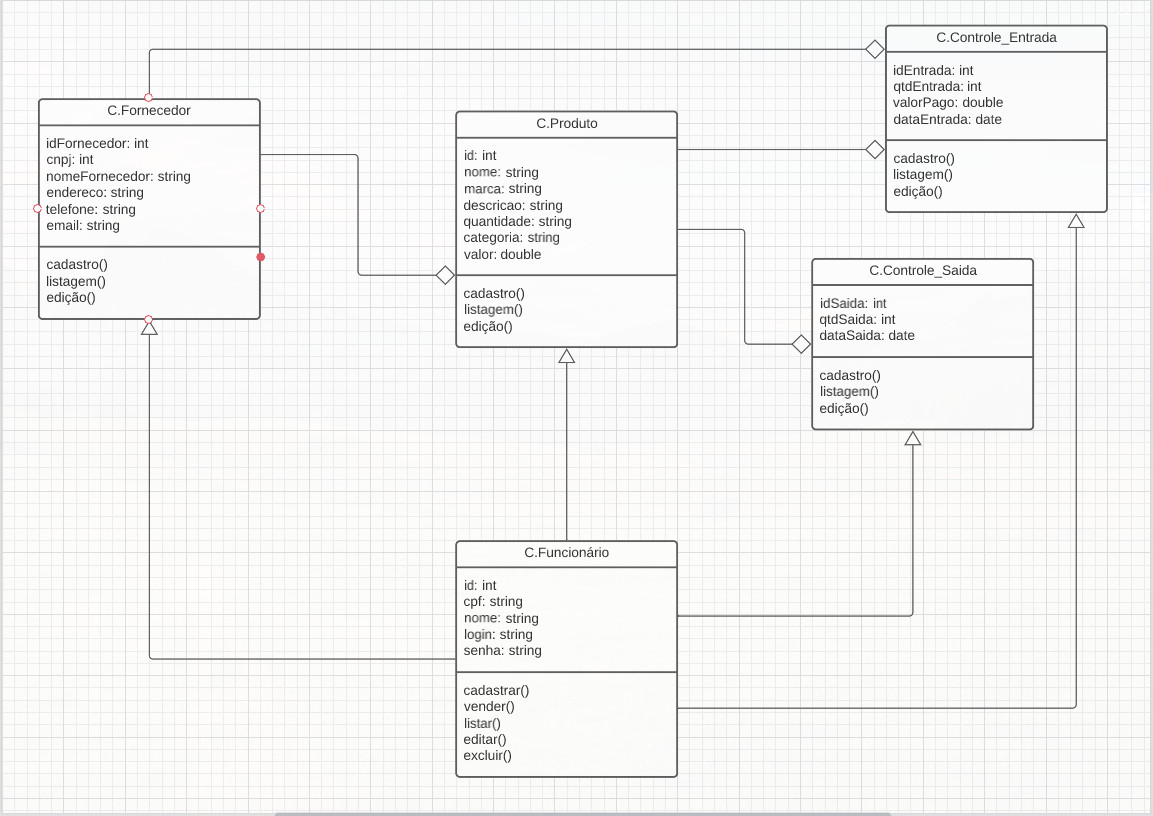 C.Controle_Entrada
idEntrada: int
qtdEntrada: int
valorPago: double
dataEntrada: date
cadastro()
listagem()
edição()
C.Fornecedor
idFornecedor: int
cnpj: int
nomeFornecedor: string
endereco: string
telefone: string
email: string
cadastro()
listagem()
edição()
C.Produto
id: int
nome: string
marca: string
descricao: string
quantidade: string
categoria: string
valor: double
cadastro()
listagem()
edição()
C.Controle_Saida
idSaida: int
qtdSaida: int
dataSaida: date
cadastro()
listagem()
edição()
C.Funcionário
id: int
cpf: string
nome: string
login: string
senha: string
cadastrar()
vender()
listar()
editar()
excluir()